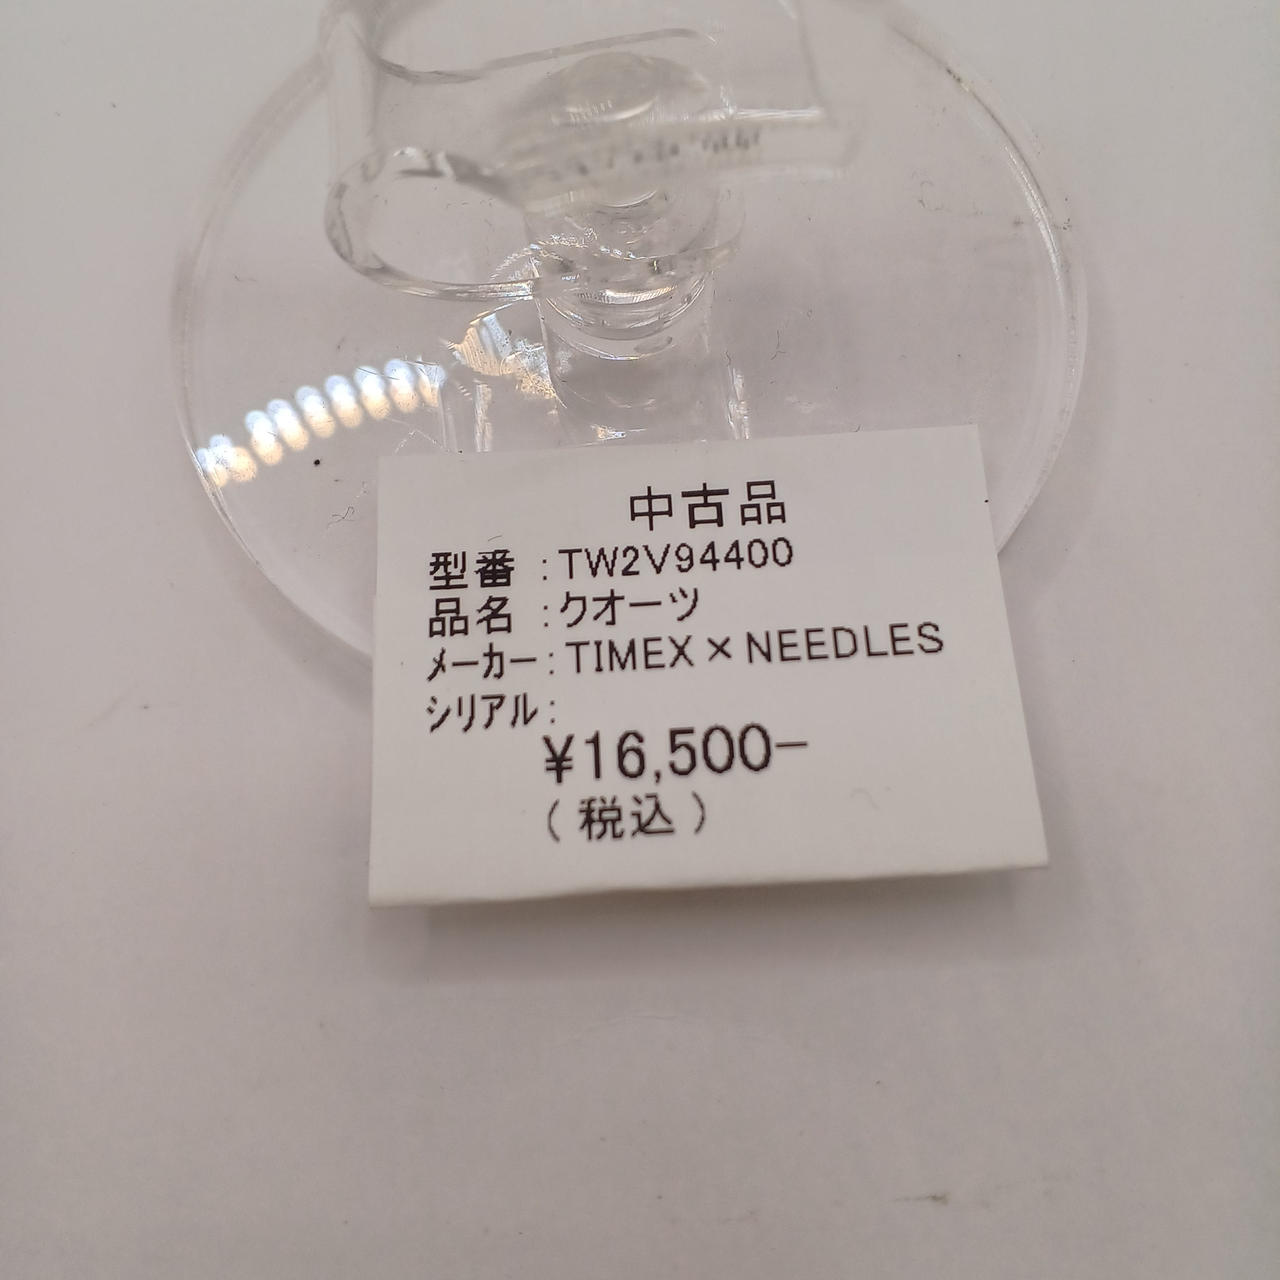 中古品
型番 : TW2V94400
品名 : クオーツ
メーカー : TIMEX × NEEDLES
シリアル :
¥16,500-
(税込)